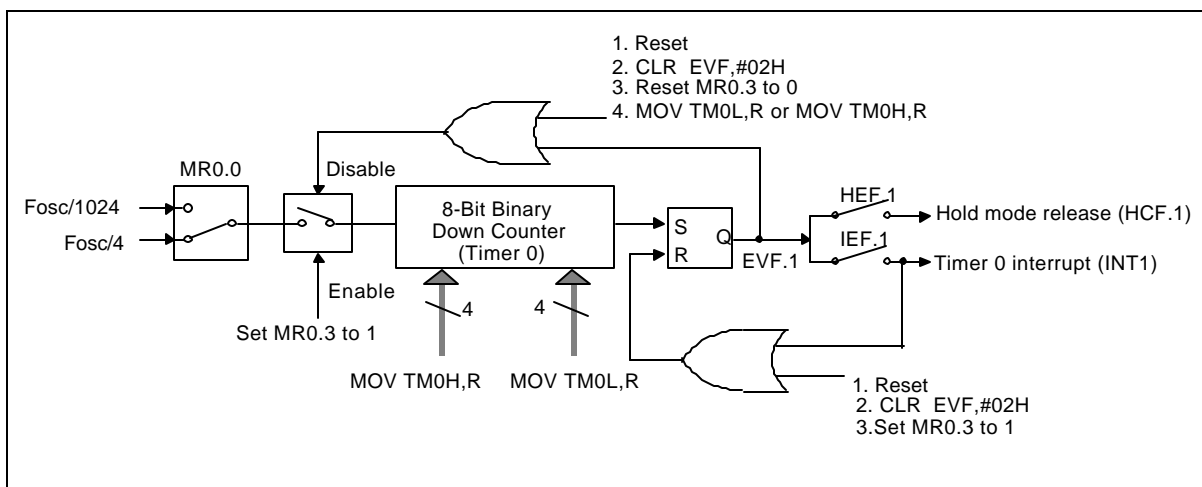 1. Reset
2. CLR EVF,#02H
3. Reset MR0.3 to 0
4. MOV TM0L,R or MOV TM0H,R
MR0.0
Disable
Fosc/1024
Fosc/4
8-Bit Binary
Down Counter
(Timer 0)
S
Q
R
EVF.1
HEF.1
Hold mode release (HCF.1)
IEF.1
Timer 0 interrupt (INT1)
Enable
Set MR0.3 to 1
4
4
MOV TM0H,R
MOV TM0L,R
1. Reset
2. CLR EVF,#02H
3.Set MR0.3 to 1